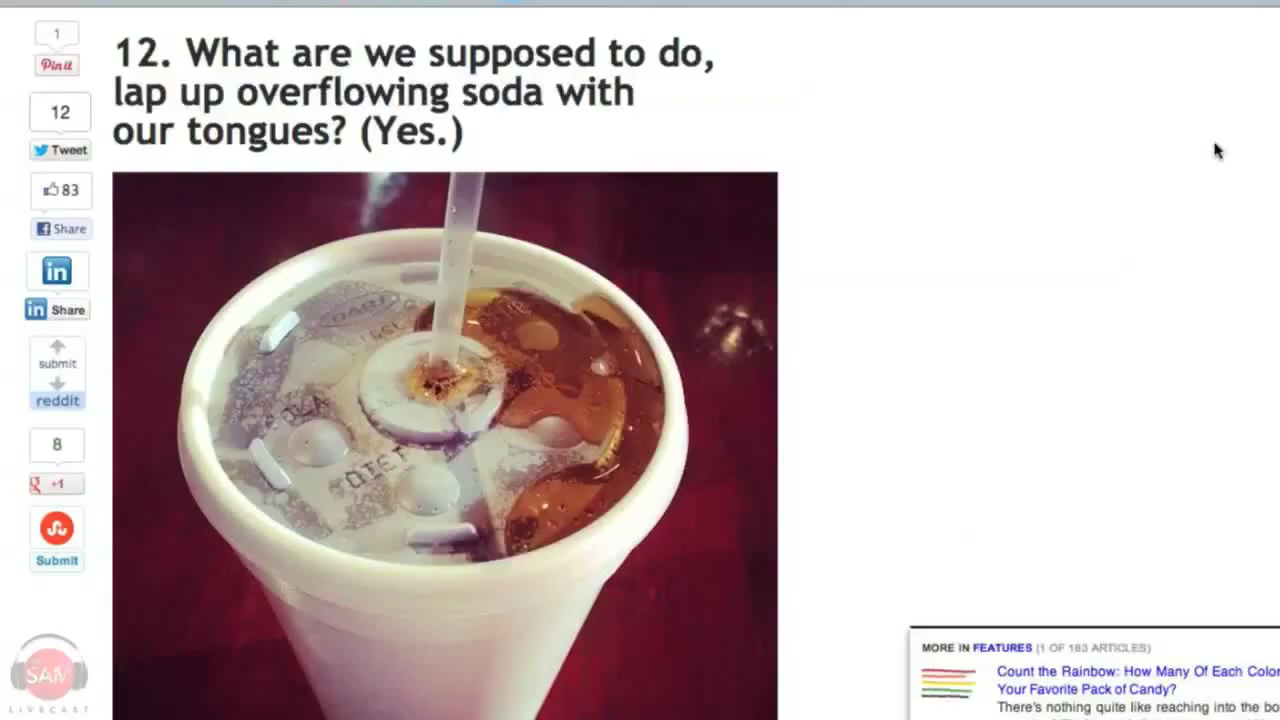 1
Pin it
12
Tweet
83
Share
in
in Share
submit
reddit
8
g +1
Submit
12. What are we supposed to do,
lap up overflowing soda with
our tongues? (Yes.)
DIET
SAM
LIVECAST
MORE IN FEATURES (1 OF 183 ARTICLES)
Count the Rainbow: How Many Of Each Color
Your Favorite Pack of Candy?
There's nothing quite like reaching into the bo